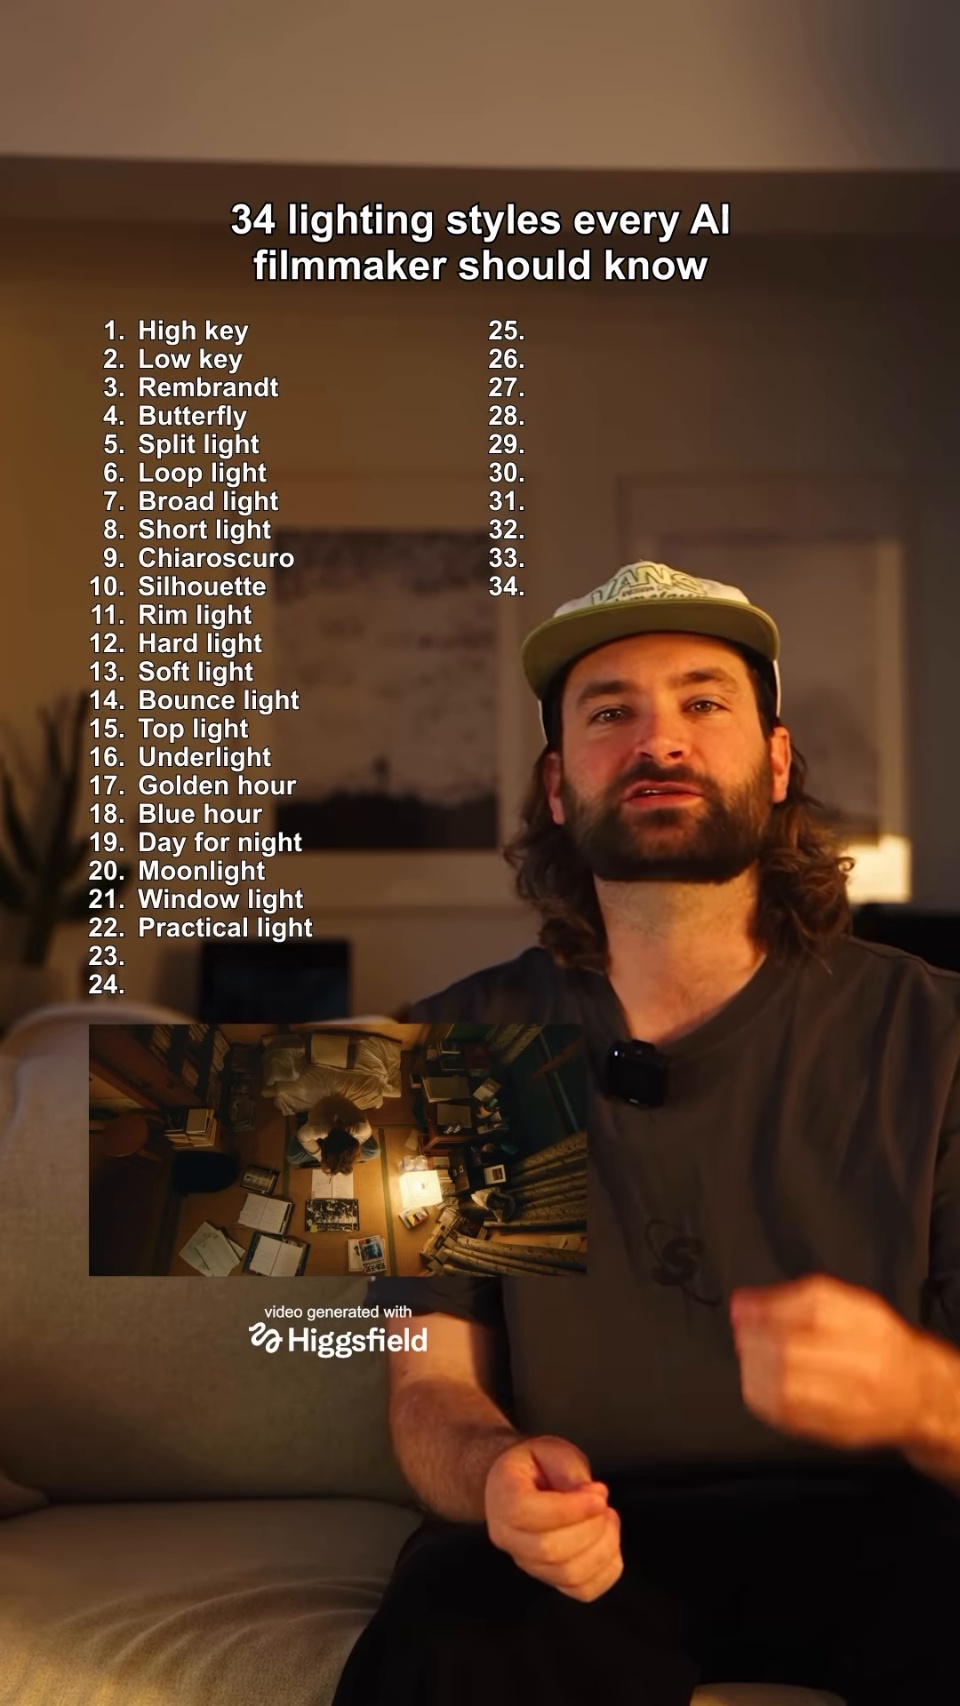 34 lighting styles every AI
filmmaker should know
1. High key
2. Low key
3. Rembrandt
4. Butterfly
5. Split light
6. Loop light
7. Broad light
8. Short light
9. Chiaroscuro
10. Silhouette
11. Rim light
12. Hard light
13. Soft light
14. Bounce light
15. Top light
16. Underlight
17. Golden hour
18. Blue hour
19. Day for night
20. Moonlight
21. Window light
22. Practical light
23.
24.
25.
26.
27.
28.
29.
30.
31.
32.
33.
34.
VANS
video generated with
Higgsfield